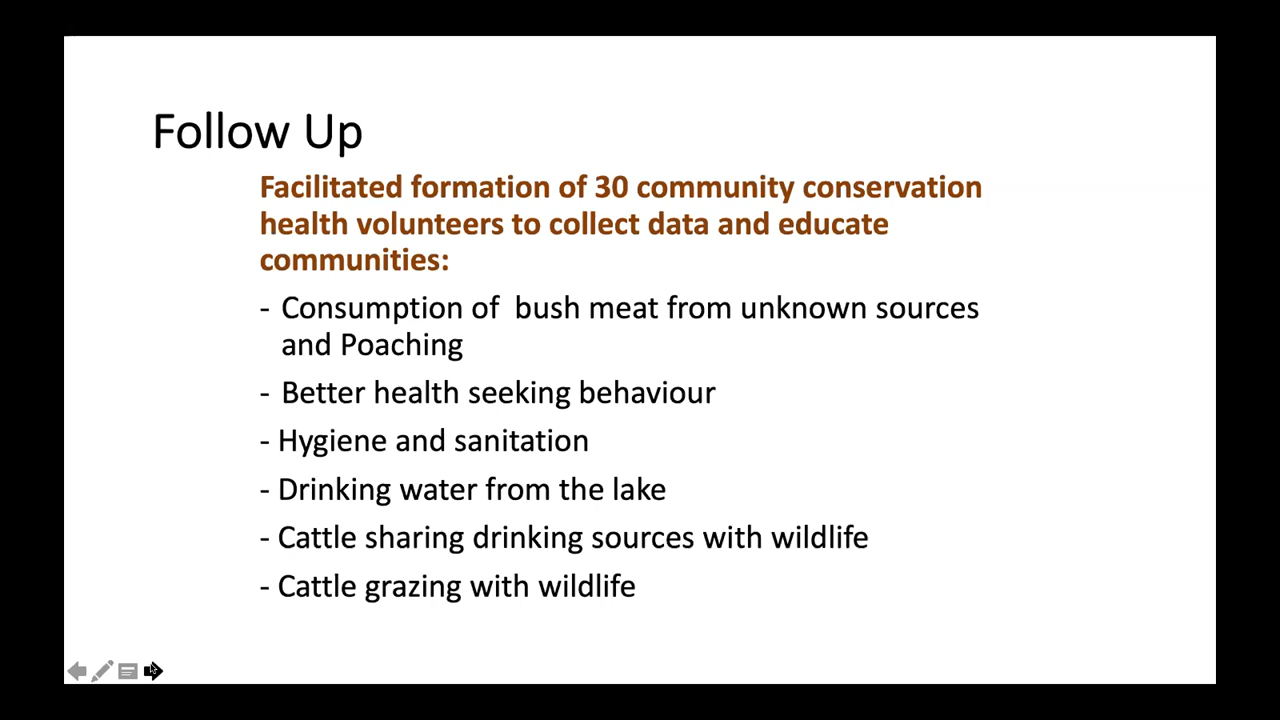 Follow Up
Facilitated formation of 30 community conservation
health volunteers to collect data and educate
communities:
- Consumption of  bush meat from unknown sources
and Poaching
- Better health seeking behaviour
- Hygiene and sanitation
- Drinking water from the lake
- Cattle sharing drinking sources with wildlife
- Cattle grazing with wildlife